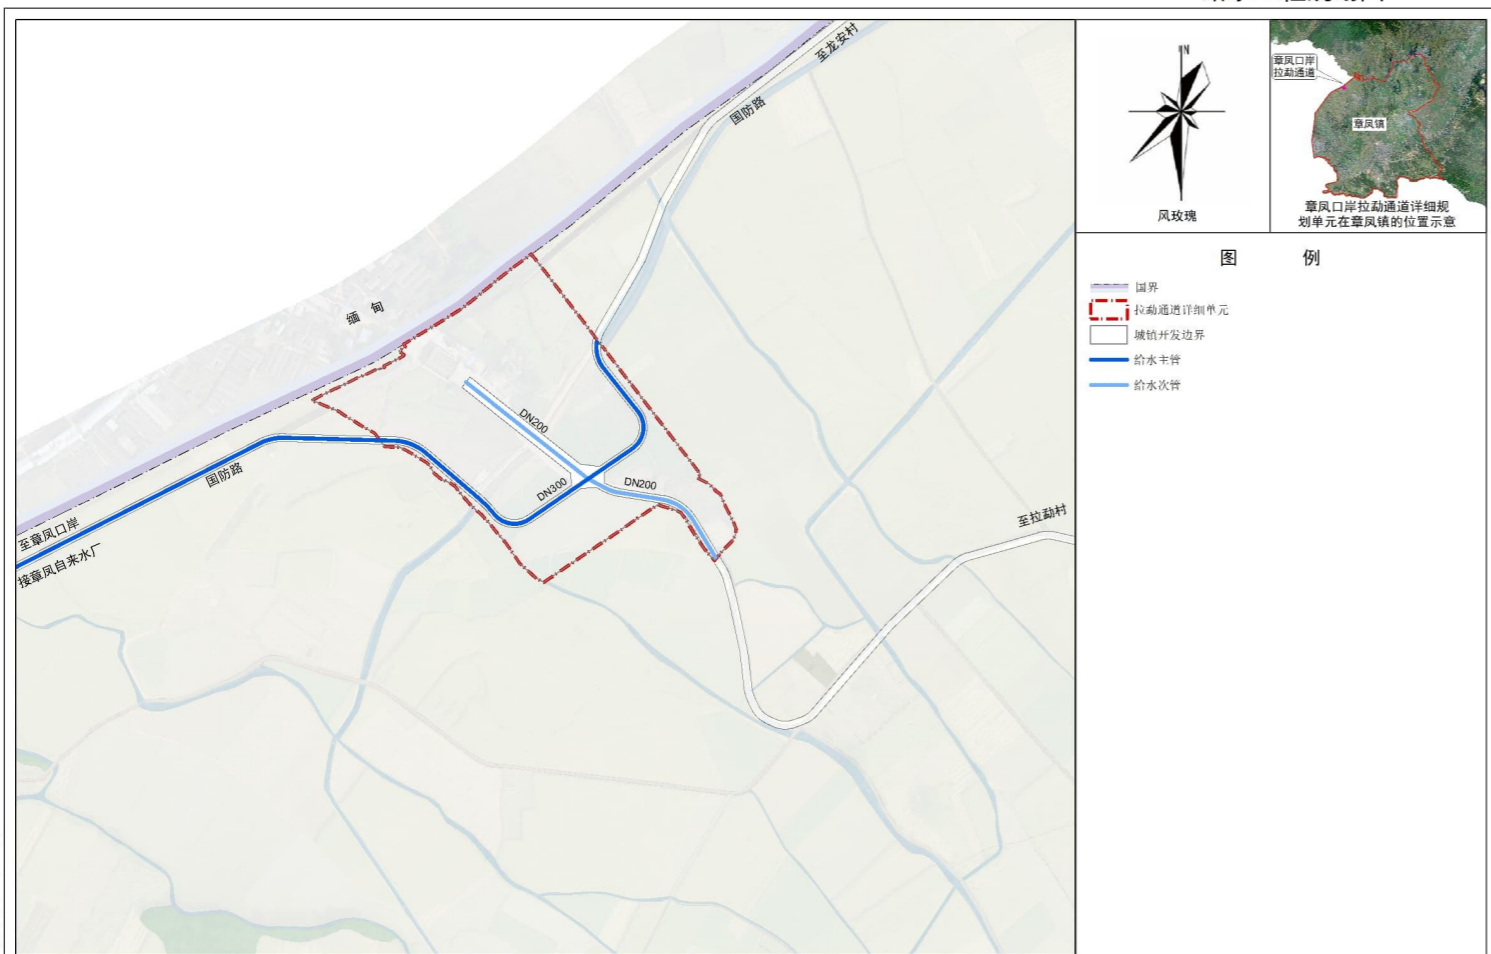 至龙安村
国防路
缅 甸
DN200
DN300
DN200
国防路
至章凤口岸
接章凤自来水厂
至拉勐村
N
风玫瑰
章凤口岸
拉勐通道
章凤镇
章凤口岸拉勐通道详细规
划单元在章凤镇的位置示意
图 例
国界
拉勐通道详细单元
城镇开发边界
给水主管
给水次管